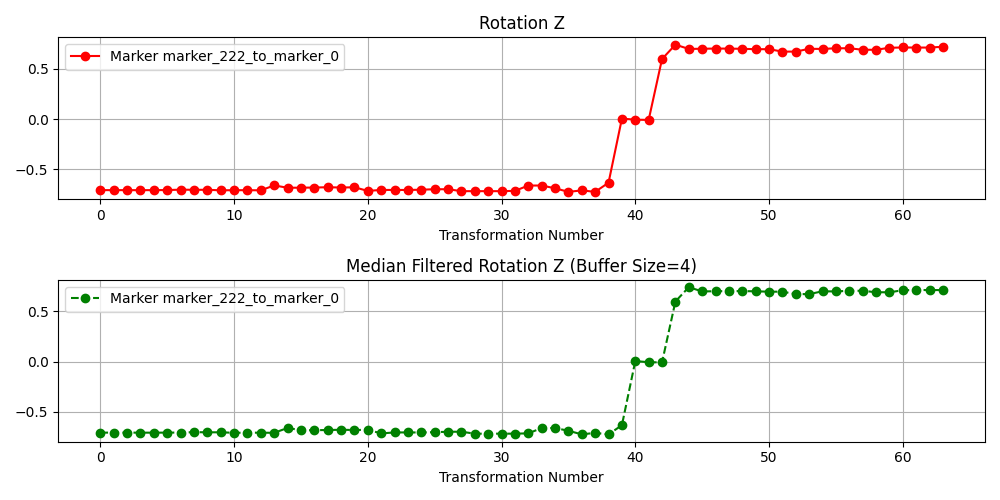 Rotation Z
Marker marker_222_to_marker_0
0.5
0.0
−0.5
0 10 20 30 40 50 60
Transformation Number
Median Filtered Rotation Z (Buffer Size=4)
Marker marker_222_to_marker_0
0.5
0.0
−0.5
0 10 20 30 40 50 60
Transformation Number